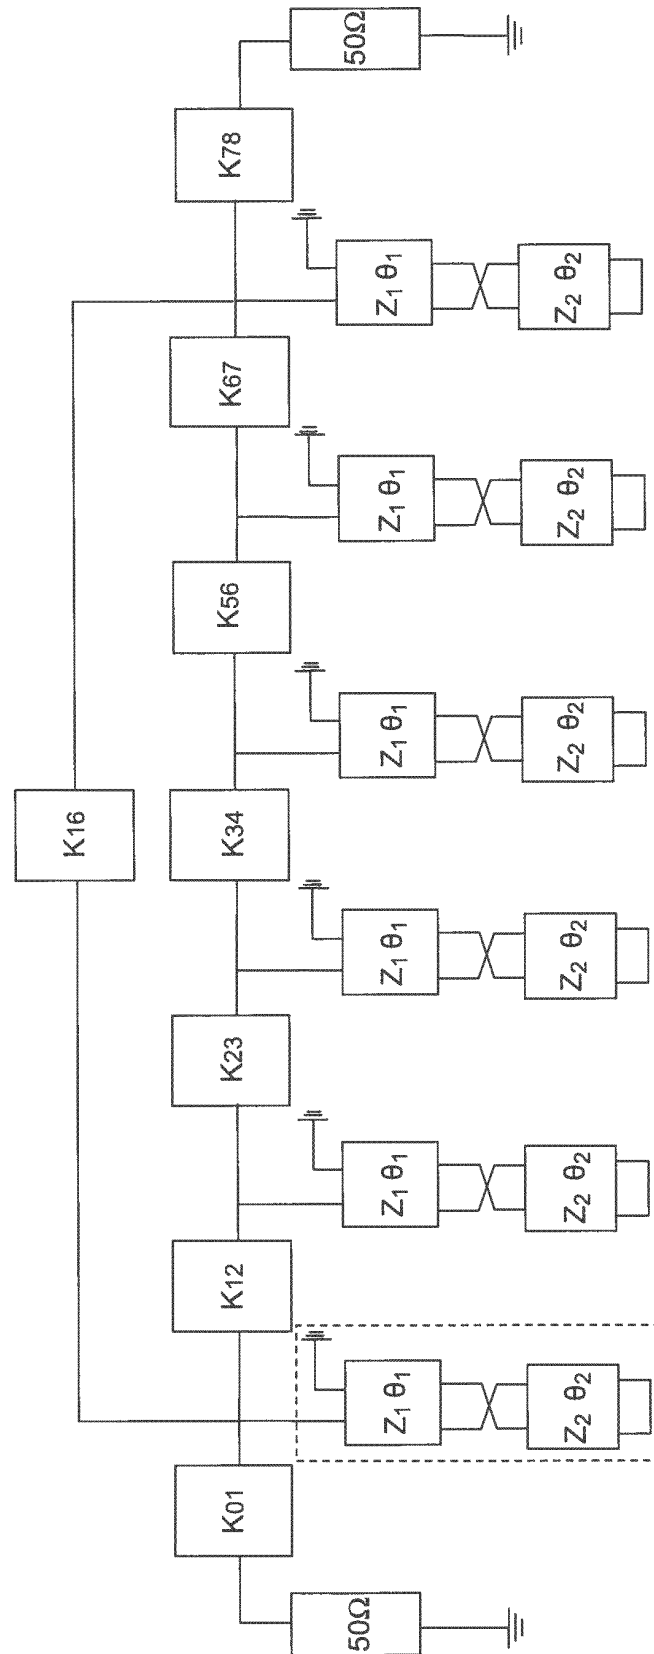 K16
K01
K12
K23
K34
K56
K67
K78
50Ω
Z₁ θ₁
Z₁ θ₁
Z₁ θ₁
Z₁ θ₁
Z₁ θ₁
Z₁ θ₁
50Ω
Z₂ θ₂
Z₂ θ₂
Z₂ θ₂
Z₂ θ₂
Z₂ θ₂
Z₂ θ₂